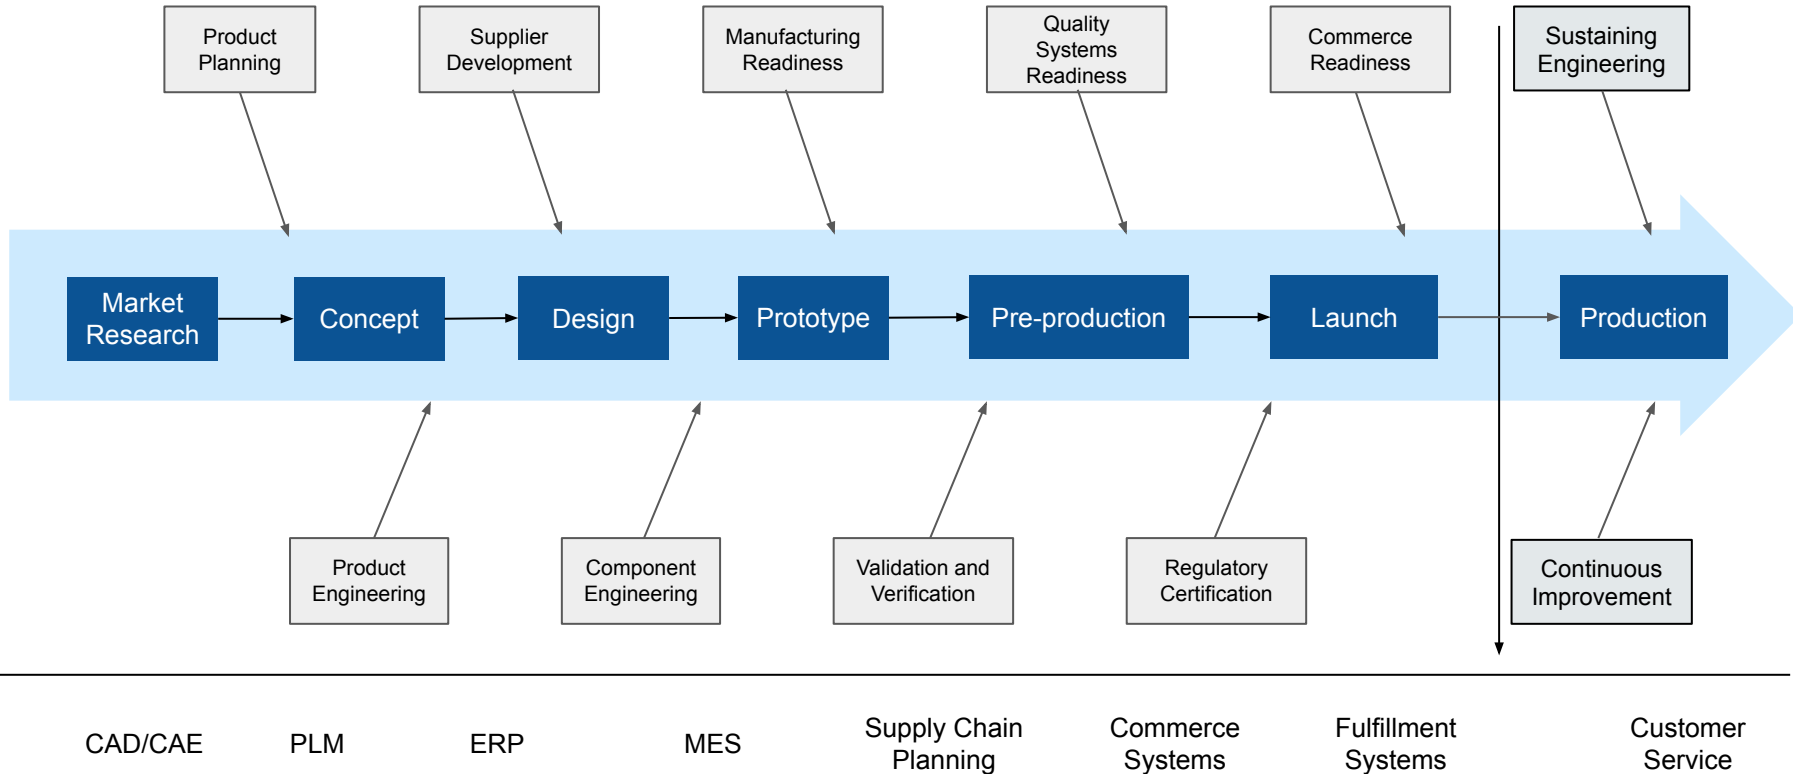 Product
Planning
Supplier
Development
Manufacturing
Readiness
Quality
Systems
Readiness
Commerce
Readiness
Sustaining
Engineering
Market
Research
Concept
Design
Prototype
Pre-production
Launch
Production
Product
Engineering
Component
Engineering
Validation and
Verification
Regulatory
Certification
Continuous
Improvement
CAD/CAE
PLM
ERP
MES
Supply Chain
Planning
Commerce
Systems
Fulfillment
Systems
Customer
Service